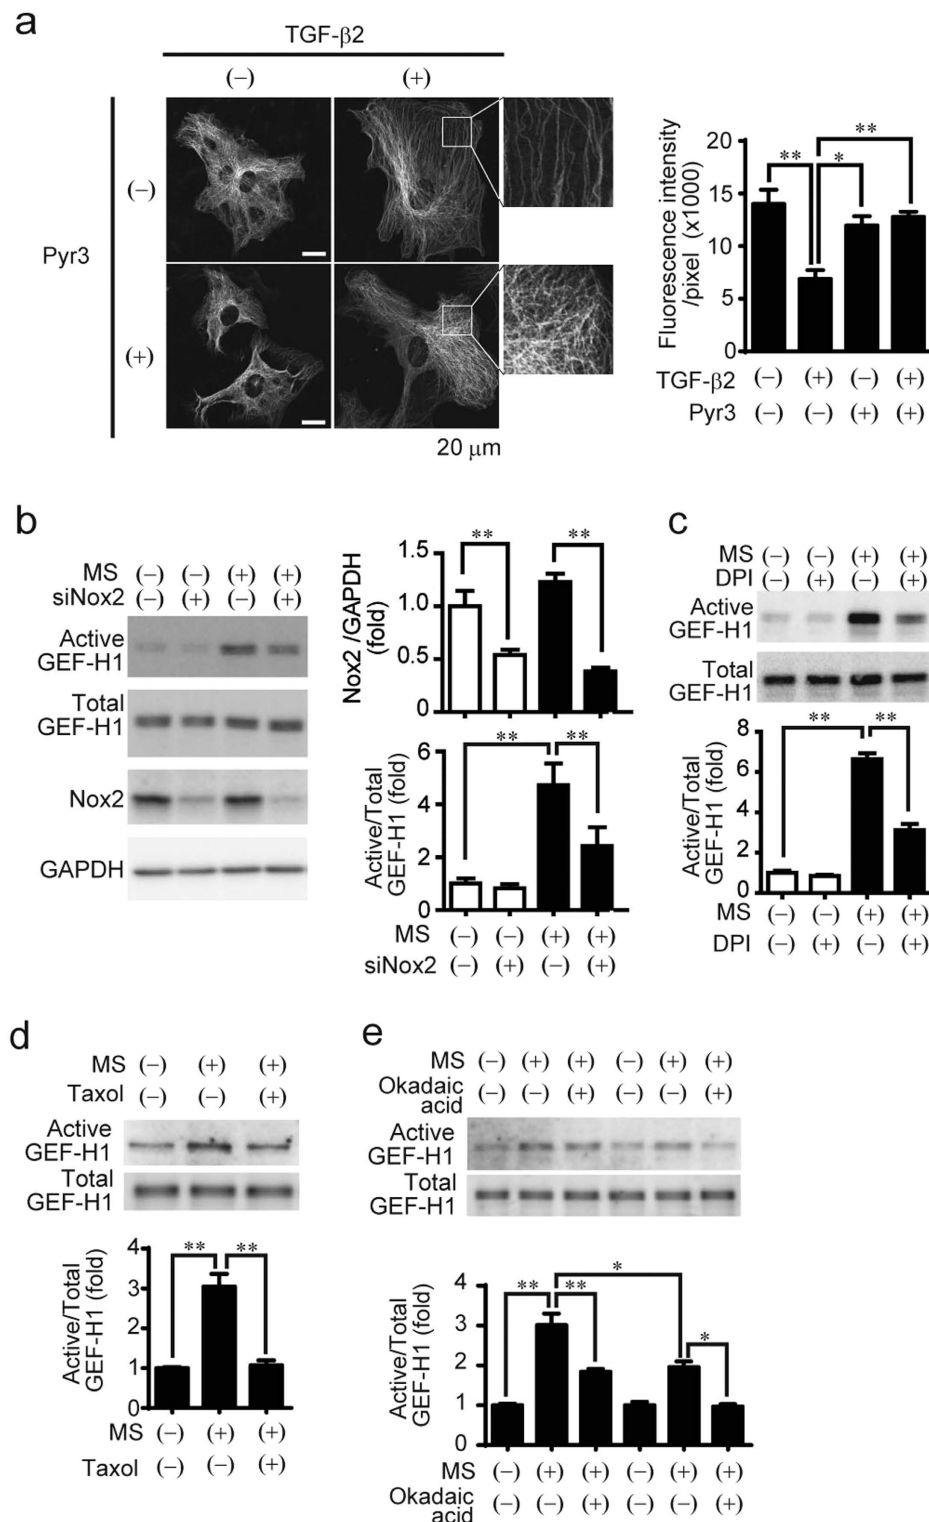 a
TGF-β2
(−) (+)
Pyr3
(−)
(+)
20 μm
Fluorescence intensity
/pixel (x1000)
20
15
10
5
0
** * **
TGF-β2 (−) (+) (−) (+)
Pyr3 (−) (−) (+) (+)
b
MS (−) (−) (+) (+)
siNox2 (−) (+) (−) (+)
Active
GEF-H1
Total
GEF-H1
Nox2
GAPDH
Nox2 /GAPDH
(fold)
1.5
1.0
0.5
0.0
** **
Active/Total
GEF-H1 (fold)
6
4
2
0
** **
MS (−) (−) (+) (+)
siNox2 (−) (+) (−) (+)
c
MS (−) (−) (+) (+)
DPI (−) (+) (−) (+)
Active
GEF-H1
Total
GEF-H1
Active/Total
GEF-H1 (fold)
8
6
4
2
0
** **
MS (−) (−) (+) (+)
DPI (−) (+) (−) (+)
d
MS (−) (+) (+)
Taxol (−) (−) (+)
Active
GEF-H1
Total
GEF-H1
Active/Total
GEF-H1 (fold)
4
3
2
1
0
** **
MS (−) (+) (+)
Taxol (−) (−) (+)
e
MS (−) (+) (+) (−) (+) (+)
Okadaic
acid (−) (−) (+) (−) (−) (+)
Active
GEF-H1
Total
GEF-H1
Active/Total
GEF-H1 (fold)
4
3
2
1
0
** ** * *
MS (−) (+) (+) (−) (+) (+)
Okadaic
acid (−) (−) (+) (−) (−) (+)